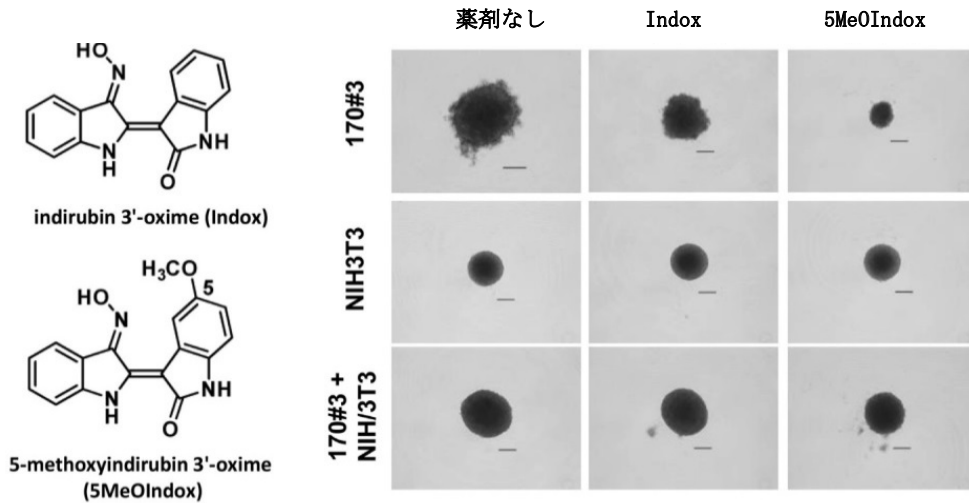 薬剤なし
Indox
5MeOIndox
HO
N
NH
N
H
O
indirubin 3'-oxime (Indox)
H₃CO
5
HO
N
NH
N
H
O
5-methoxyindirubin 3'-oxime
(5MeOIndox)
170#3
NIH3T3
170#3 +
NIH/3T3